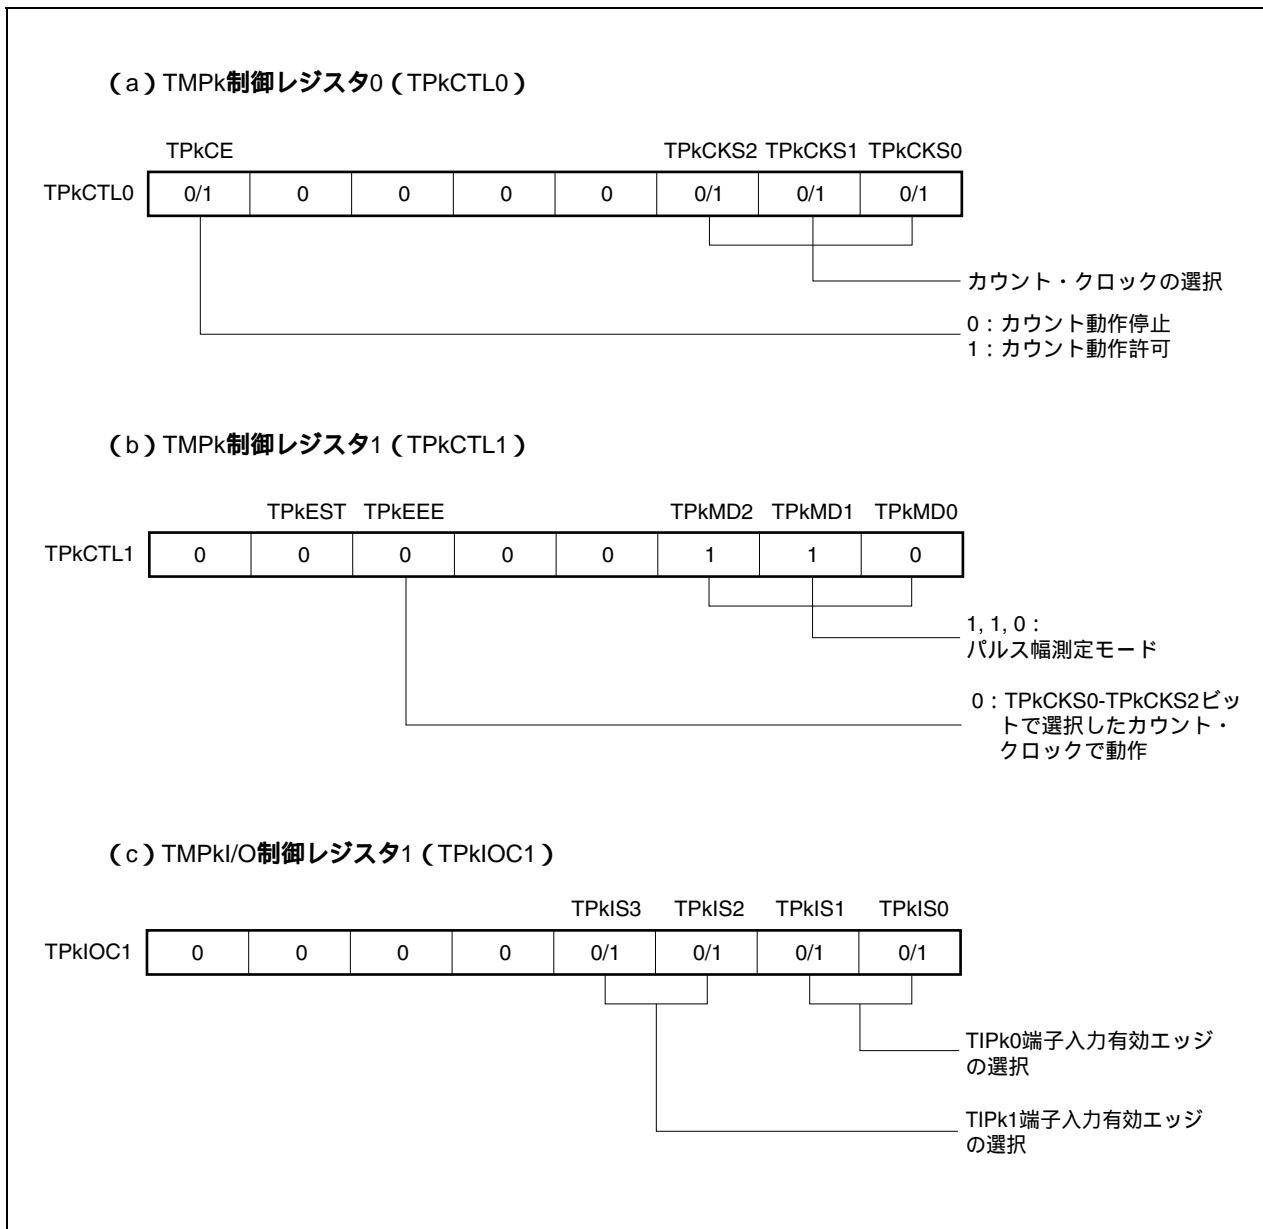 （a）TMPk制御レジスタ0（TPkCTL0）
TPkCE TPkCKS2 TPkCKS1 TPkCKS0
TPkCTL0 0/1 0 0 0 0 0/1 0/1 0/1
カウント・クロックの選択
0：カウント動作停止
1：カウント動作許可
（b）TMPk制御レジスタ1（TPkCTL1）
TPkEST TPkEEE TPkMD2 TPkMD1 TPkMD0
TPkCTL1 0 0 0 0 0 1 1 0
1, 1, 0：
パルス幅測定モード
0：TPkCKS0-TPkCKS2ビッ
トで選択したカウント・
クロックで動作
（c）TMPkI/O制御レジスタ1（TPkIOC1）
TPkIS3 TPkIS2 TPkIS1 TPkIS0
TPkIOC1 0 0 0 0 0/1 0/1 0/1 0/1
TIPk0端子入力有効エッジ
の選択
TIPk1端子入力有効エッジ
の選択